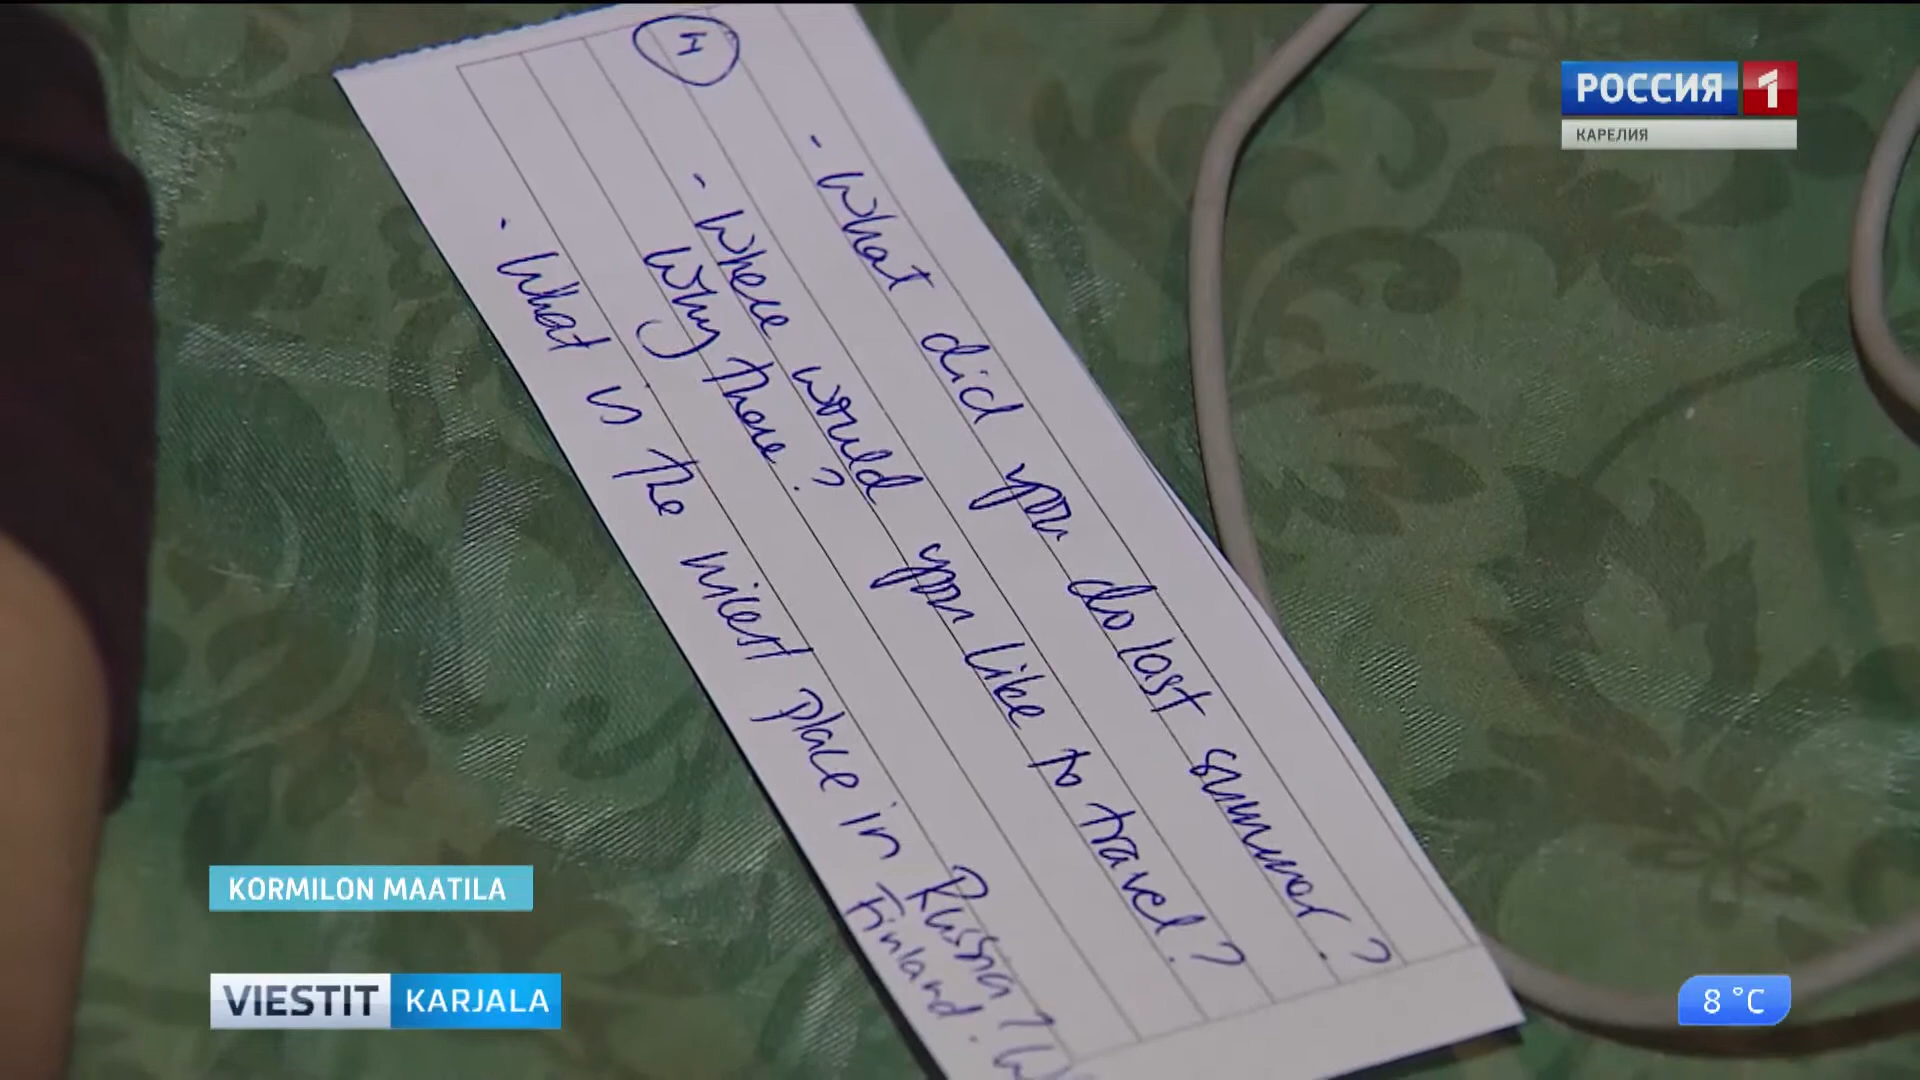 РОССИЯ 1
КАРЕЛИЯ
4
- What did you do last summer?
- Where would you like to travel?
Why there?
- What is the nicest place in Russia?
Finland.
KORMILON MAATILA
VIESTIT KARJALA
8 °C